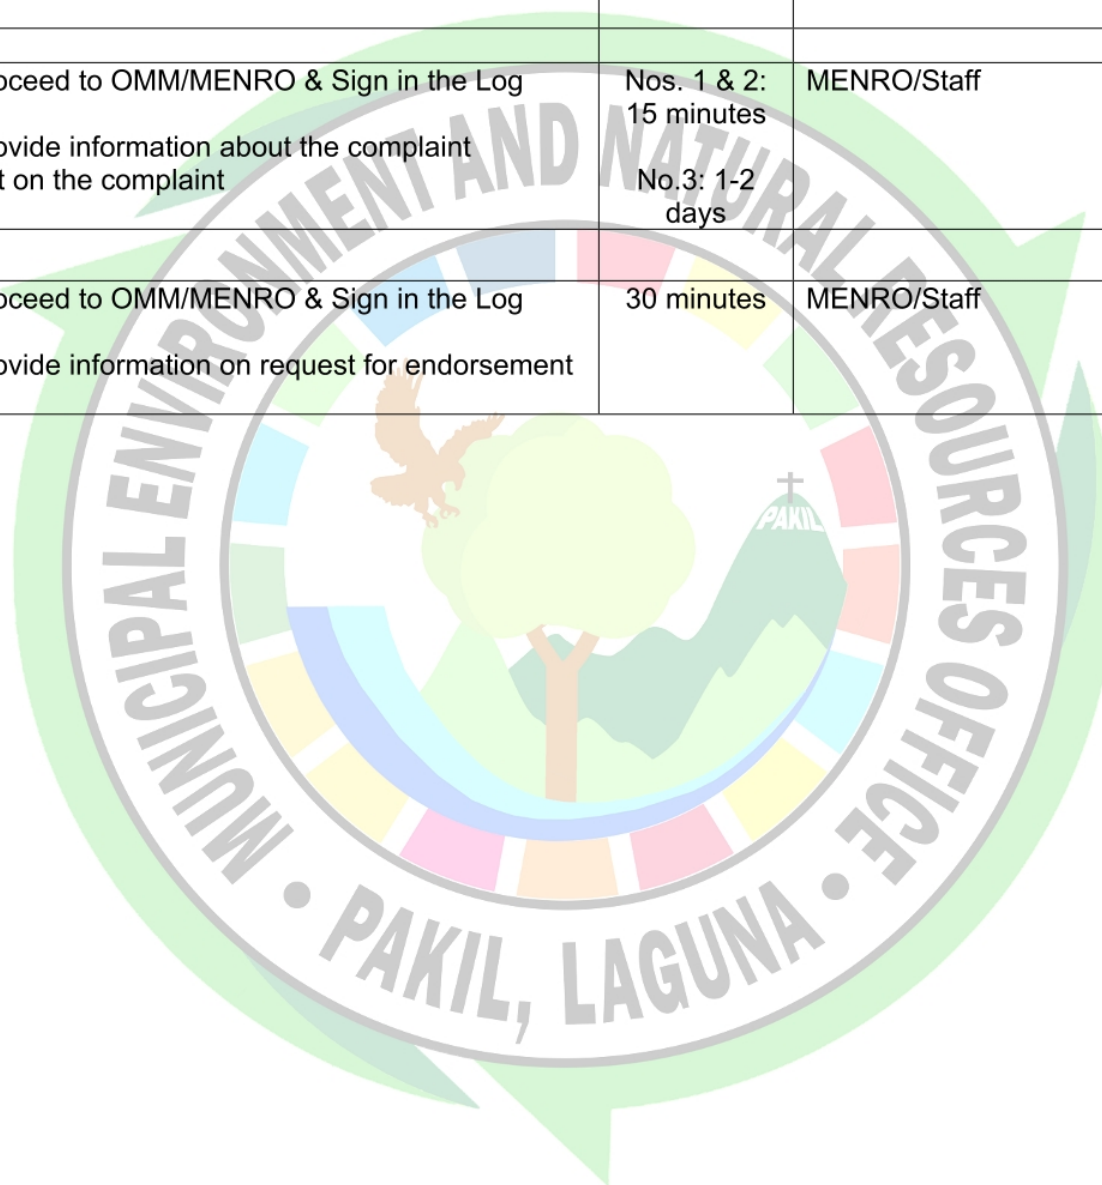 oceed to OMM/MENRO & Sign in the Log
ovide information about the complaint
t on the complaint
Nos. 1 & 2:
15 minutes
No.3: 1-2
days
MENRO/Staff
oceed to OMM/MENRO & Sign in the Log
ovide information on request for endorsement
30 minutes
MENRO/Staff
MUNICIPAL ENVIRONMENT AND NATURAL RESOURCES OFFICE
• PAKIL, LAGUNA •
PAKIL